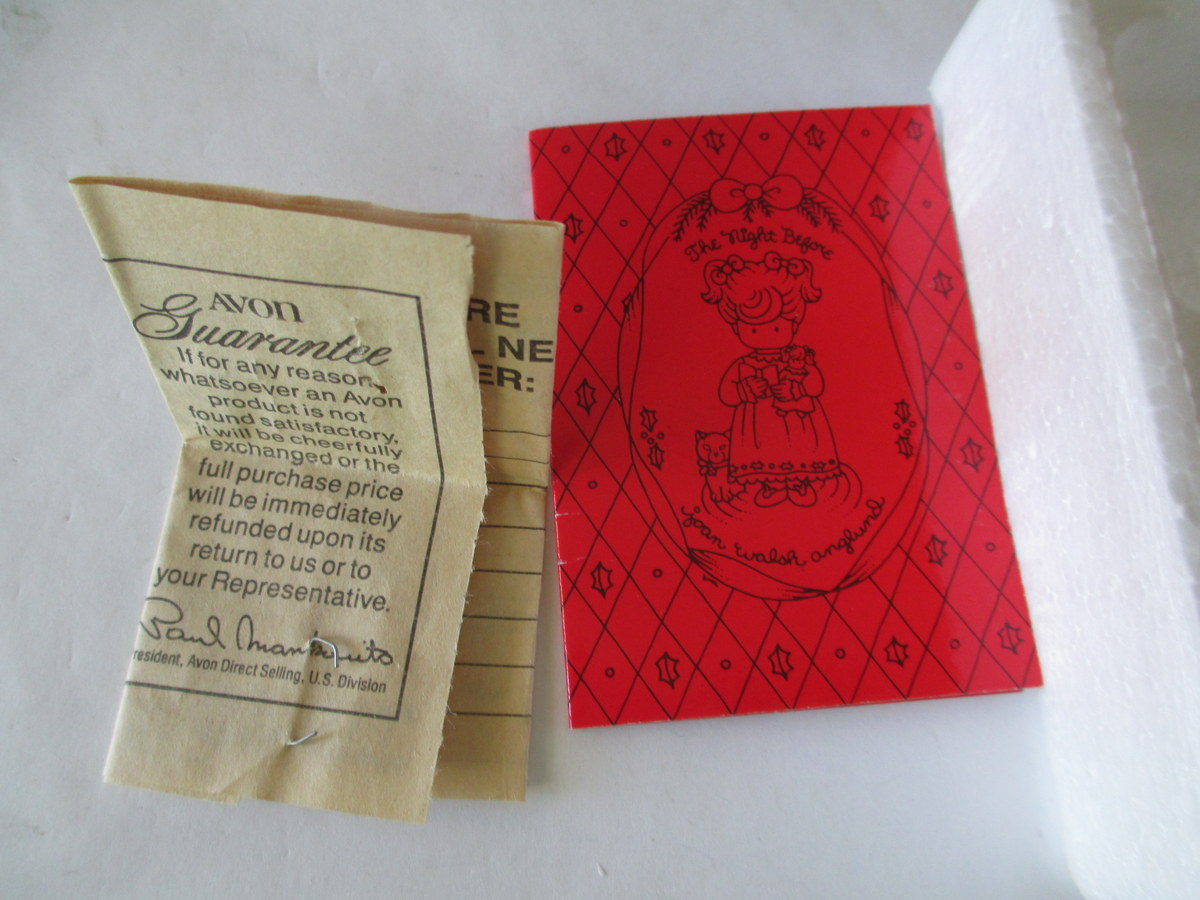 AVON
Guarantee
If for any reason
whatsoever an Avon
product is not
found satisfactory,
it will be cheerfully
exchanged or the
full purchase price
will be immediately
refunded upon its
return to us or to
your Representative.
Paul
resident, Avon Direct Selling, U.S. Division
RE
NE
ER:
The Night Before
joan walsh anglund